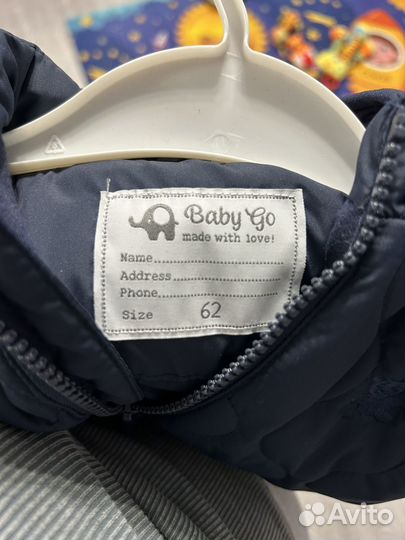 Baby Go
made with love!
Name..............................
Address..........................
Phone.............................
Size 62
Avito